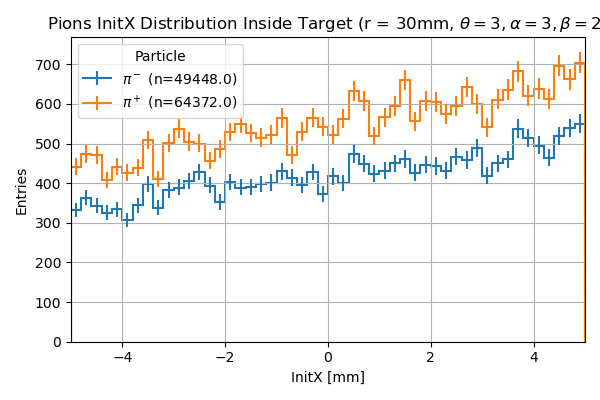 Pions InitX Distribution Inside Target (r = 30mm, θ = 3, α = 3, β = 2
Particle
π⁻ (n=49448.0)
π⁺ (n=64372.0)
700
600
500
400
300
200
100
0
Entries
−4 −2 0 2 4
InitX [mm]